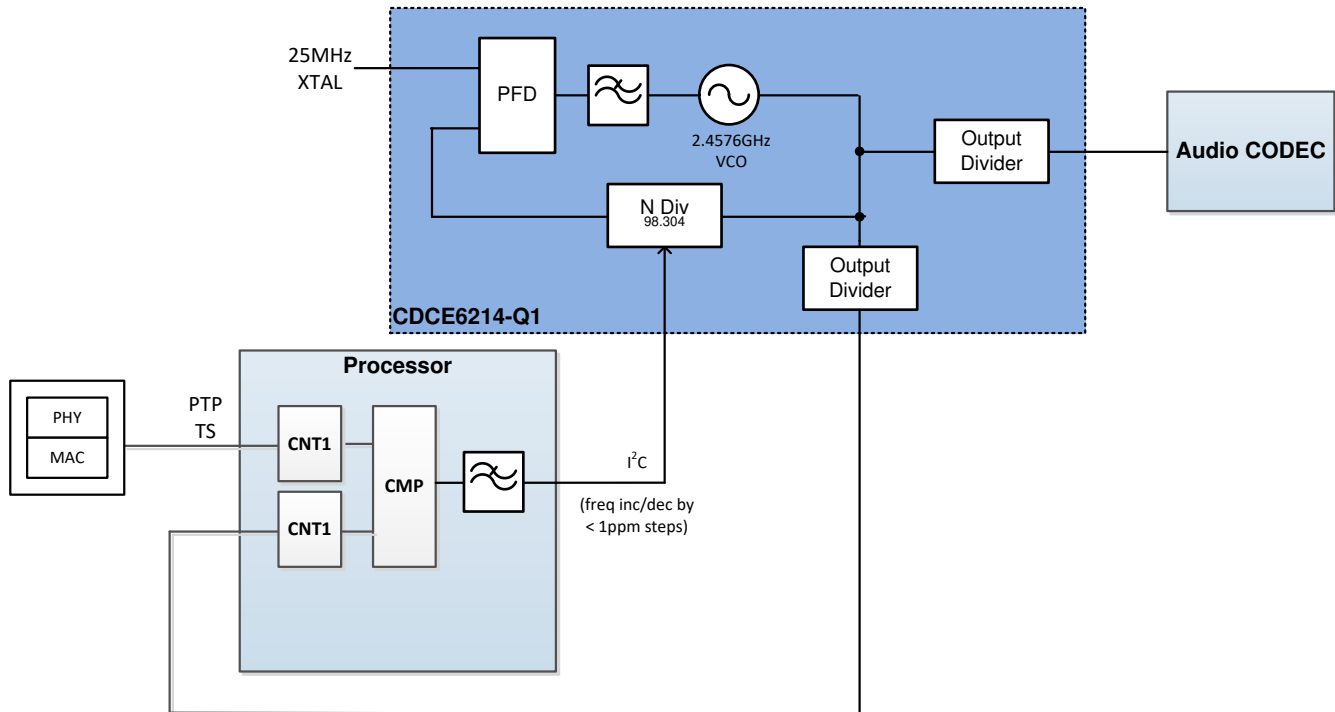 25MHz
XTAL
PFD
2.4576GHz
VCO
Output
Divider
Audio CODEC
N Div
98.304
Output
Divider
CDCE6214-Q1
Processor
PHY
MAC
PTP
TS
CNT1
CNT1
CMP
I²C
(freq inc/dec by
< 1ppm steps)